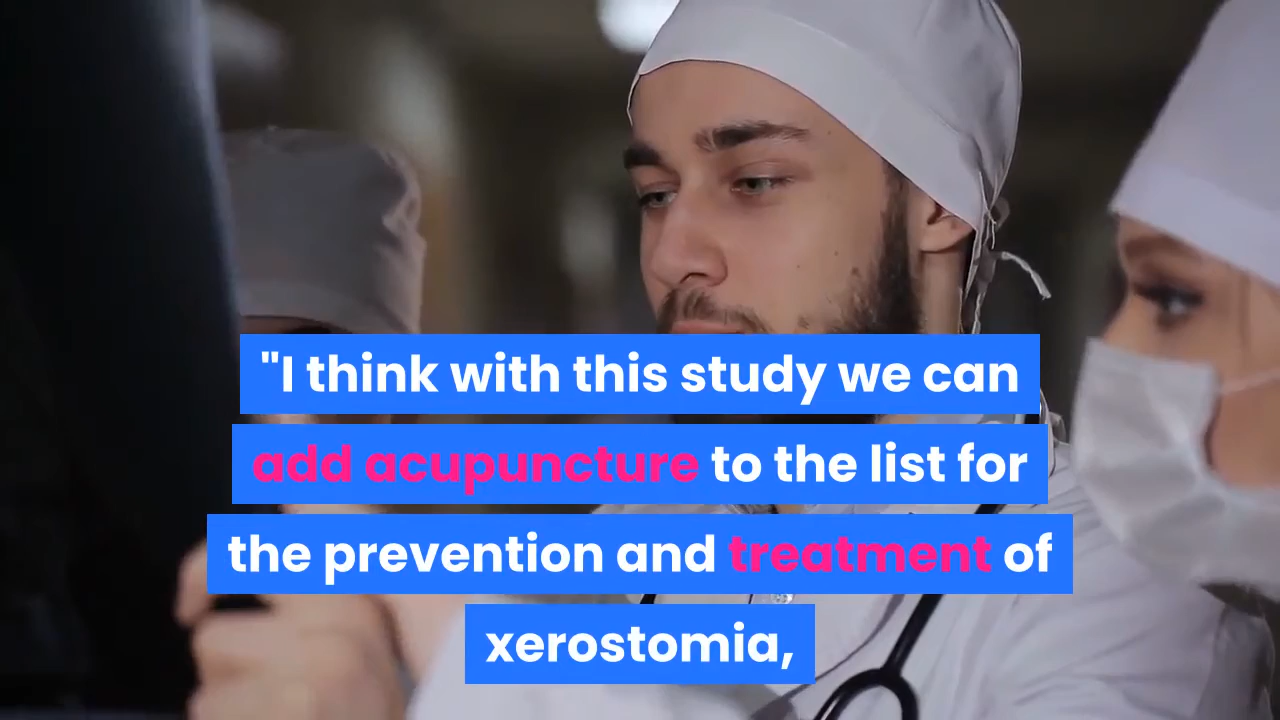 "I think with this study we can
add acupuncture to the list for
the prevention and treatment of
xerostomia,